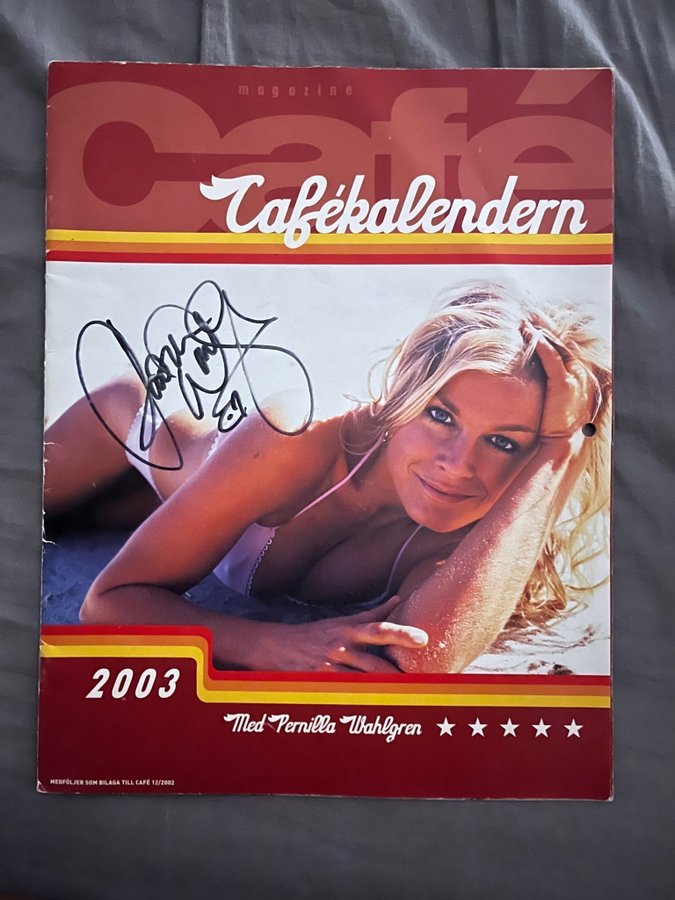 magazine
Café
Cafékalendern
2003
Med Pernilla Wahlgren
MEDFÖLJER SOM BILAGA TILL CAFÉ 12/2002